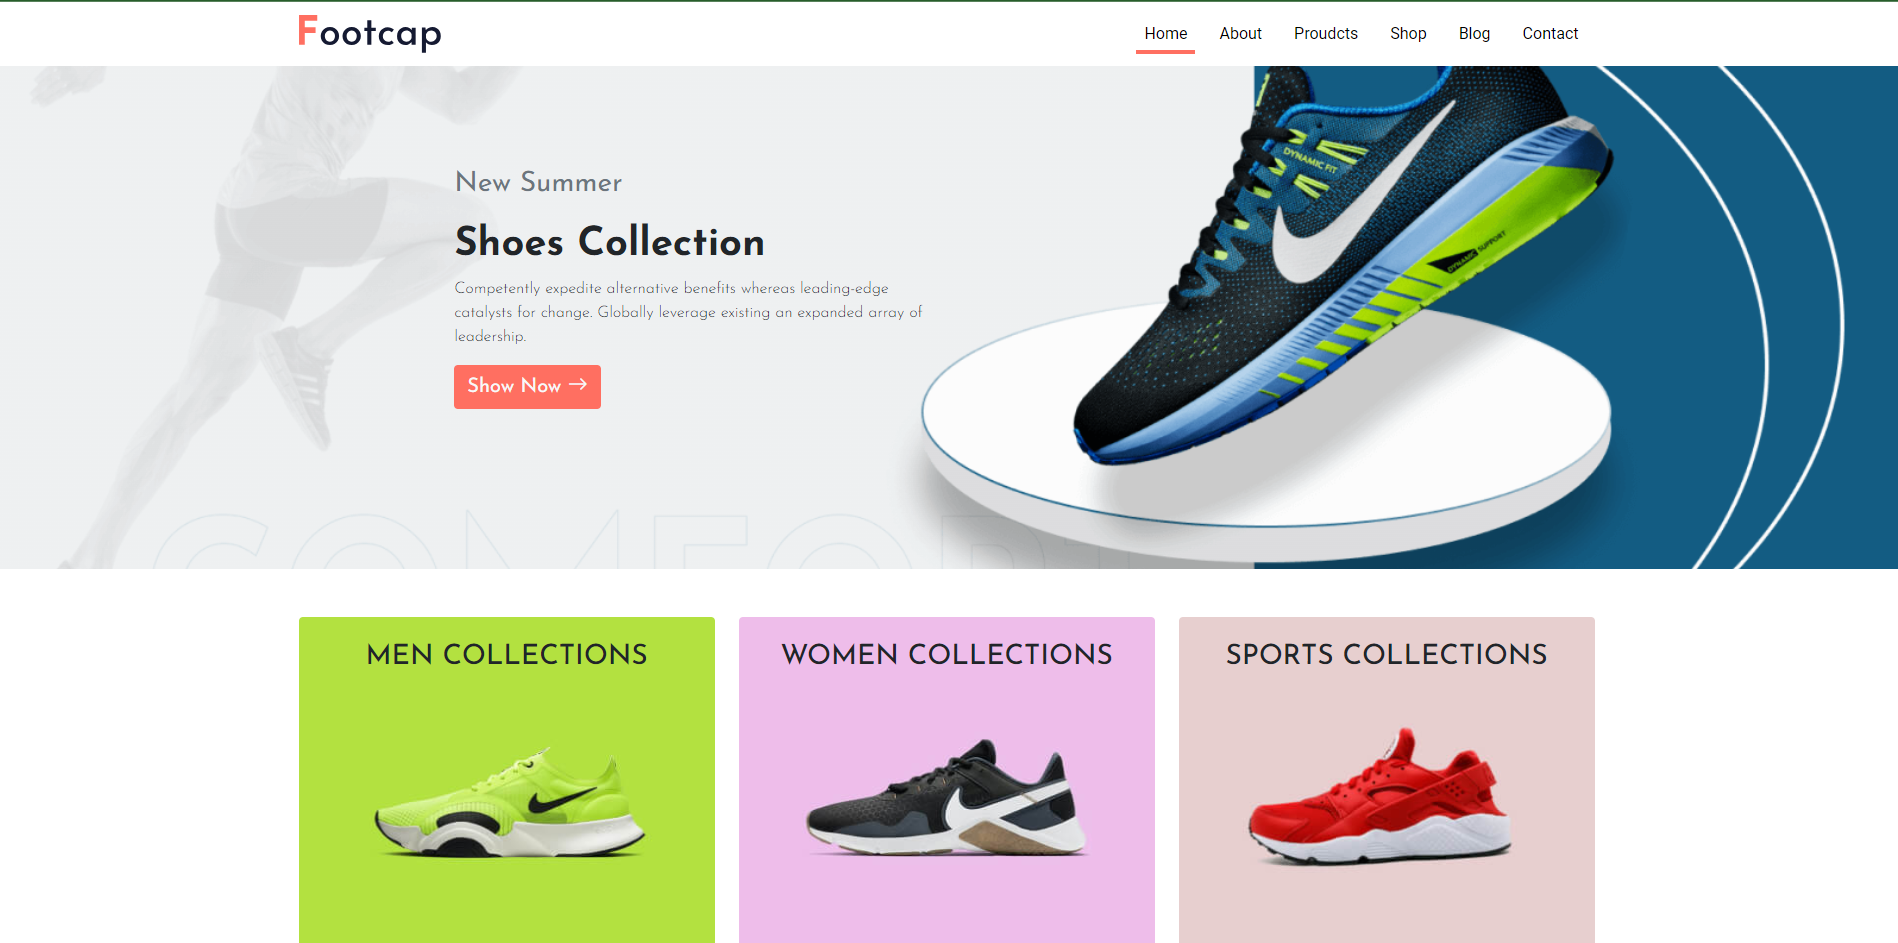 Footcap
Home About Proudcts Shop Blog Contact
DYNAMIC FIT
New Summer
Shoes Collection
DYNAMIC SUPPORT
Competently expedite alternative benefits whereas leading-edge
catalysts for change. Globally leverage existing an expanded array of
leadership.
Show Now →
COMFORT
MEN COLLECTIONS
WOMEN COLLECTIONS
SPORTS COLLECTIONS